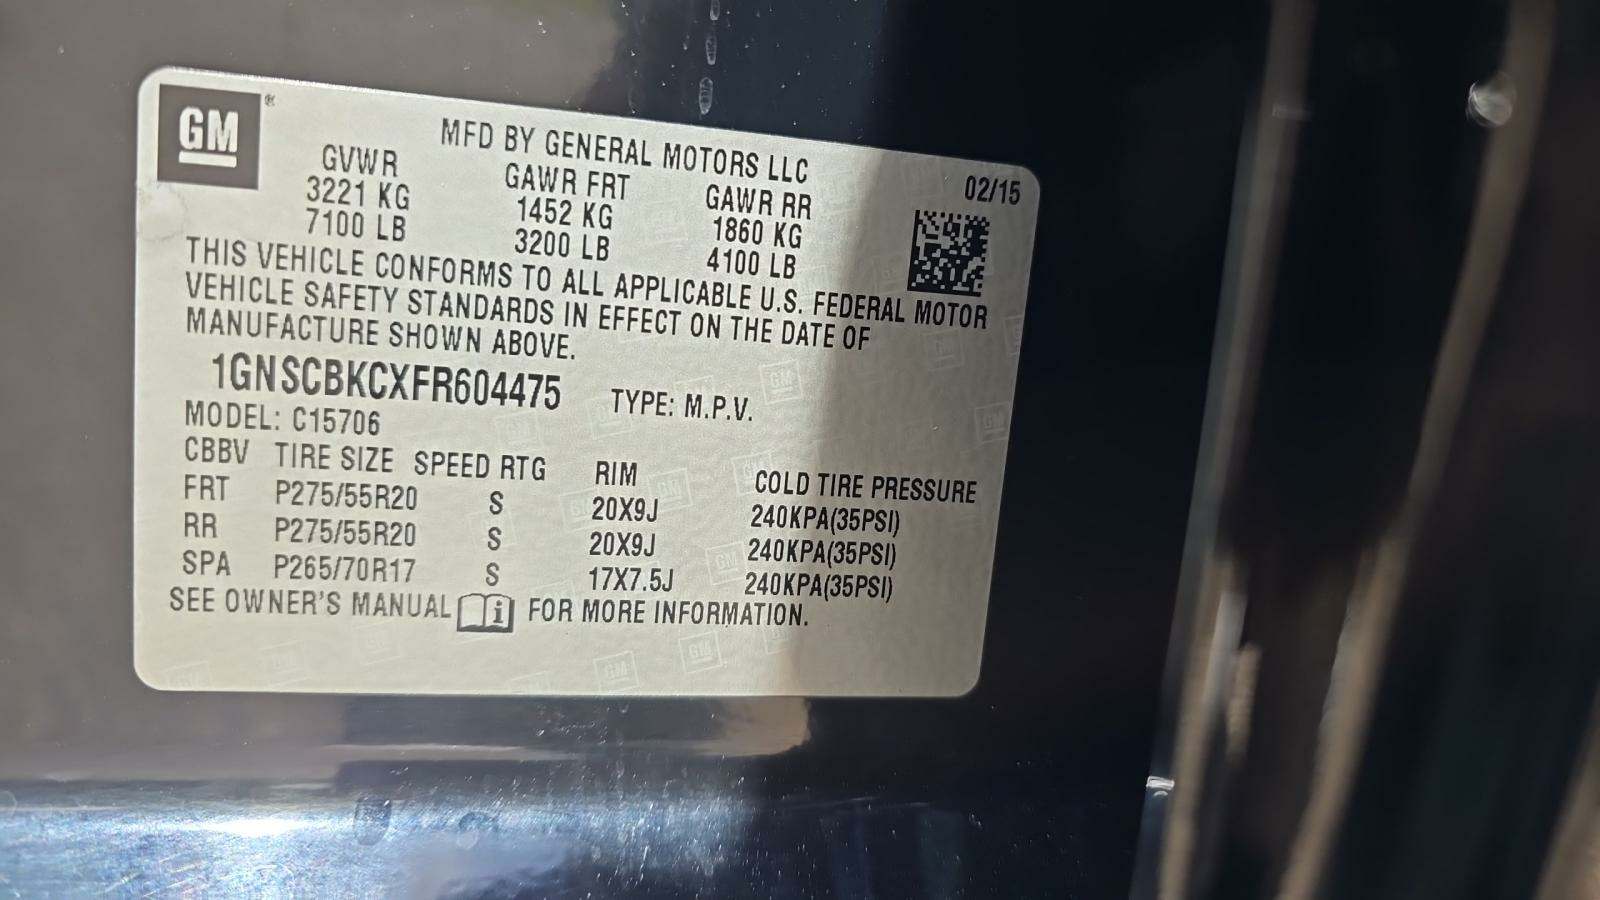 GM®
MFD BY GENERAL MOTORS LLC
02/15
GVWR GAWR FRT GAWR RR
3221 KG 1452 KG 1860 KG
7100 LB 3200 LB 4100 LB
THIS VEHICLE CONFORMS TO ALL APPLICABLE U.S. FEDERAL MOTOR
VEHICLE SAFETY STANDARDS IN EFFECT ON THE DATE OF
MANUFACTURE SHOWN ABOVE.
1GNSCBKCXFR604475 TYPE: M.P.V.
MODEL: C15706
CBBV TIRE SIZE SPEED RTG RIM COLD TIRE PRESSURE
FRT P275/55R20 S 20X9J 240KPA(35PSI)
RR P275/55R20 S 20X9J 240KPA(35PSI)
SPA P265/70R17 S 17X7.5J 240KPA(35PSI)
SEE OWNER'S MANUAL i FOR MORE INFORMATION.